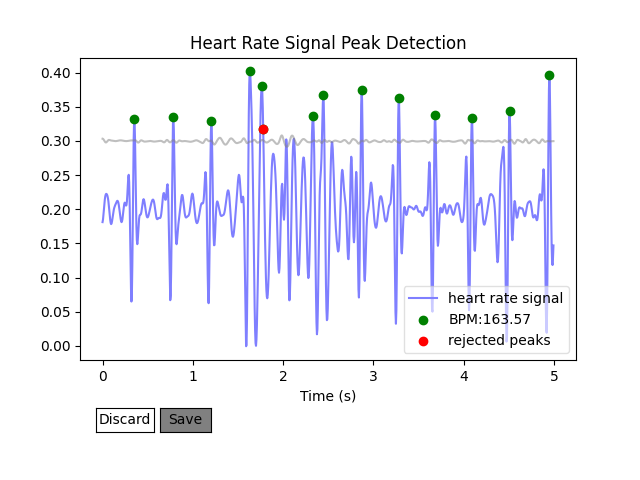 Heart Rate Signal Peak Detection
0.40
0.35
0.30
0.25
0.20
0.15
0.10
0.05
0.00
heart rate signal
BPM:163.57
rejected peaks
0 1 2 3 4 5
Time (s)
Discard Save